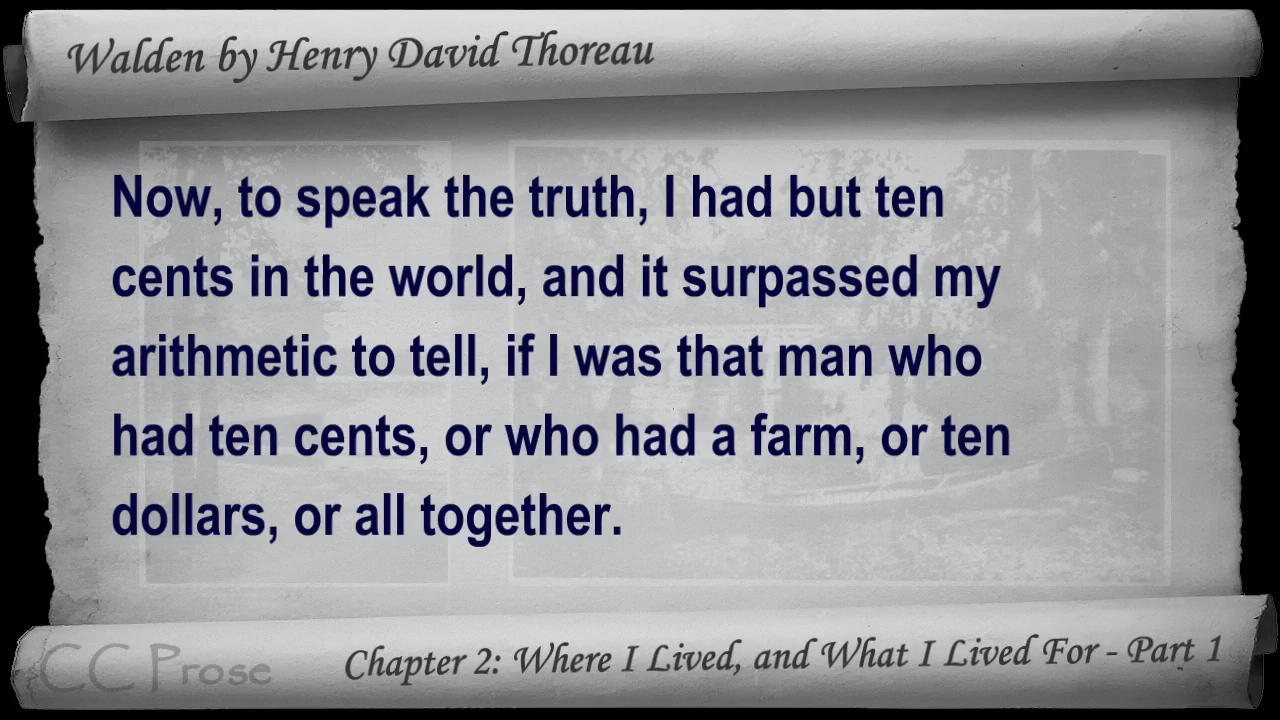 Walden by Henry David Thoreau
Now, to speak the truth, I had but ten
cents in the world, and it surpassed my
arithmetic to tell, if I was that man who
had ten cents, or who had a farm, or ten
dollars, or all together.
CC Prose
Chapter 2: Where I Lived, and What I Lived For - Part 1